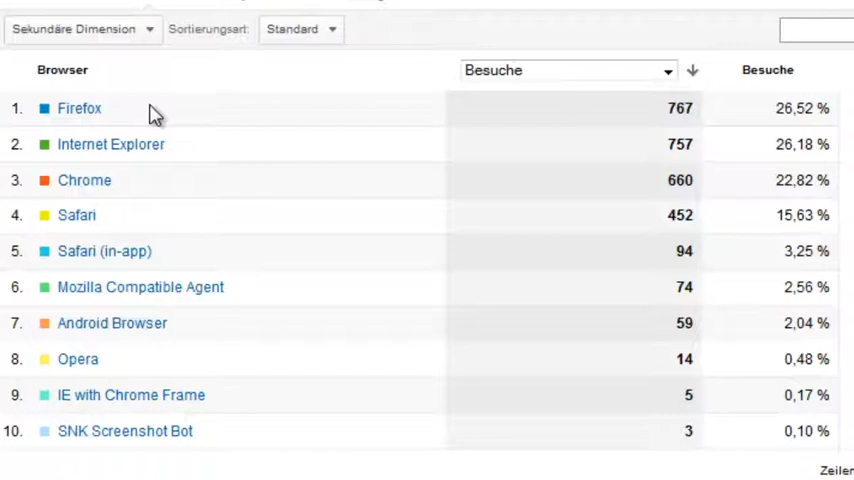 Sekundäre Dimension Sortierungsart: Standard
Browser Besuche Besuche
1. Firefox 767 26,52 %
2. Internet Explorer 757 26,18 %
3. Chrome 660 22,82 %
4. Safari 452 15,63 %
5. Safari (in-app) 94 3,25 %
6. Mozilla Compatible Agent 74 2,56 %
7. Android Browser 59 2,04 %
8. Opera 14 0,48 %
9. IE with Chrome Frame 5 0,17 %
10. SNK Screenshot Bot 3 0,10 %